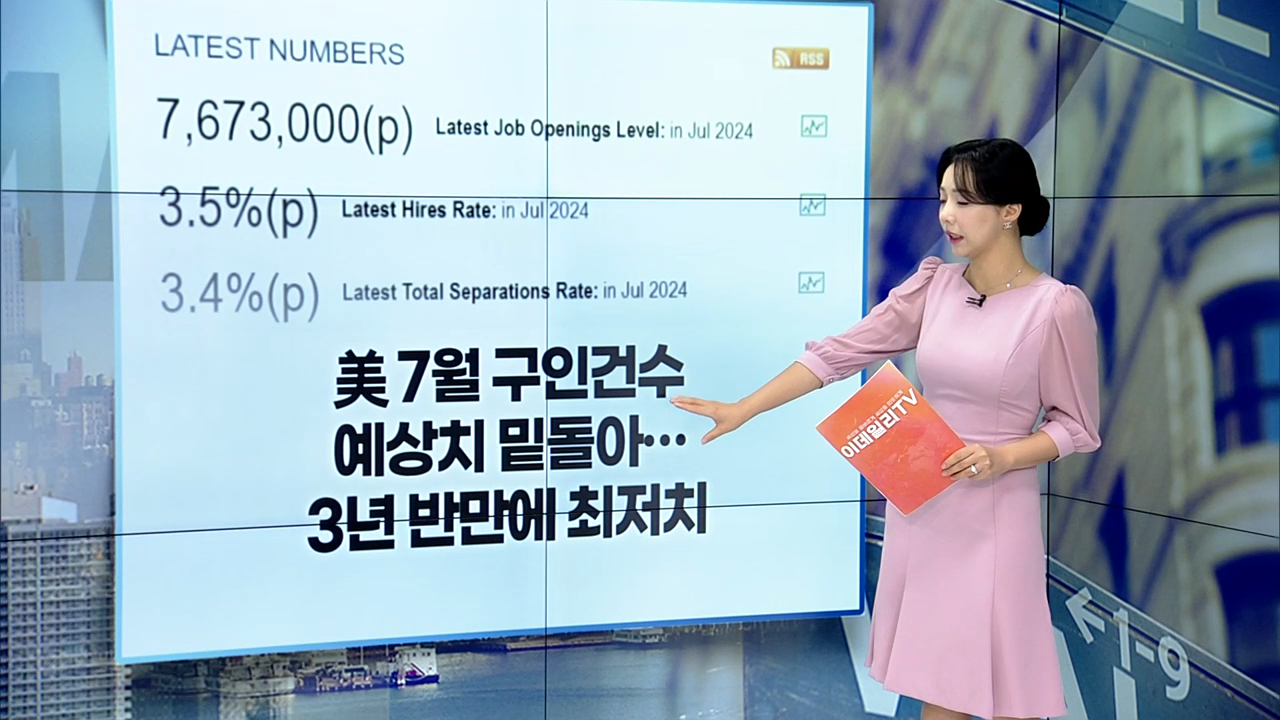 LATEST NUMBERS
RSS
7,673,000(p) Latest Job Openings Level: in Jul 2024
3.5%(p) Latest Hires Rate: in Jul 2024
3.4%(p) Latest Total Separations Rate: in Jul 2024
美 7월 구인건수
예상치 밑돌아…
3년 반만에 최저치
이데일리TV
←1-9